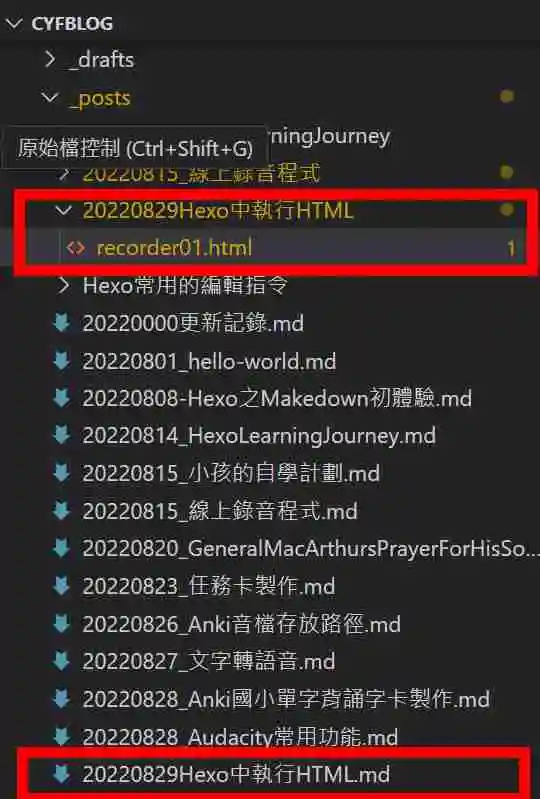 CYFBLOG
_drafts
_posts
rningJourney
原始檔控制 (Ctrl+Shift+G)
20220815_線上錄音程式
20220829Hexo中執行HTML
recorder01.html 1
Hexo常用的編輯指令
20220000更新記錄.md
20220801_hello-world.md
20220808-Hexo之Makedown初體驗.md
20220814_HexoLearningJourney.md
20220815_小孩的自學計劃.md
20220815_線上錄音程式.md
20220820_GeneralMacArthursPrayerForHisSo...
20220823_任務卡製作.md
20220826_Anki音檔存放路徑.md
20220827_文字轉語音.md
20220828_Anki國小單字背誦字卡製作.md
20220828_Audacity常用功能.md
20220829Hexo中執行HTML.md